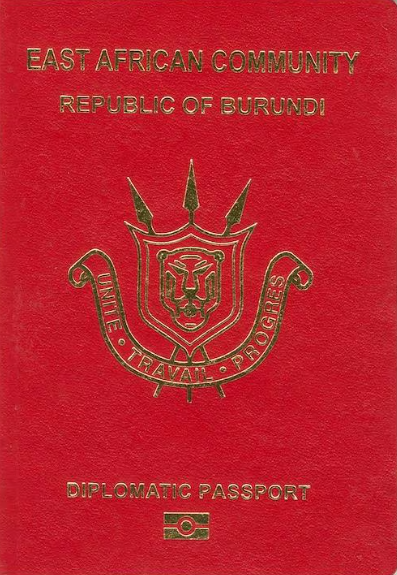 EAST AFRICAN COMMUNITY
REPUBLIC OF BURUNDI
UNITE • TRAVAIL • PROGRES
DIPLOMATIC PASSPORT